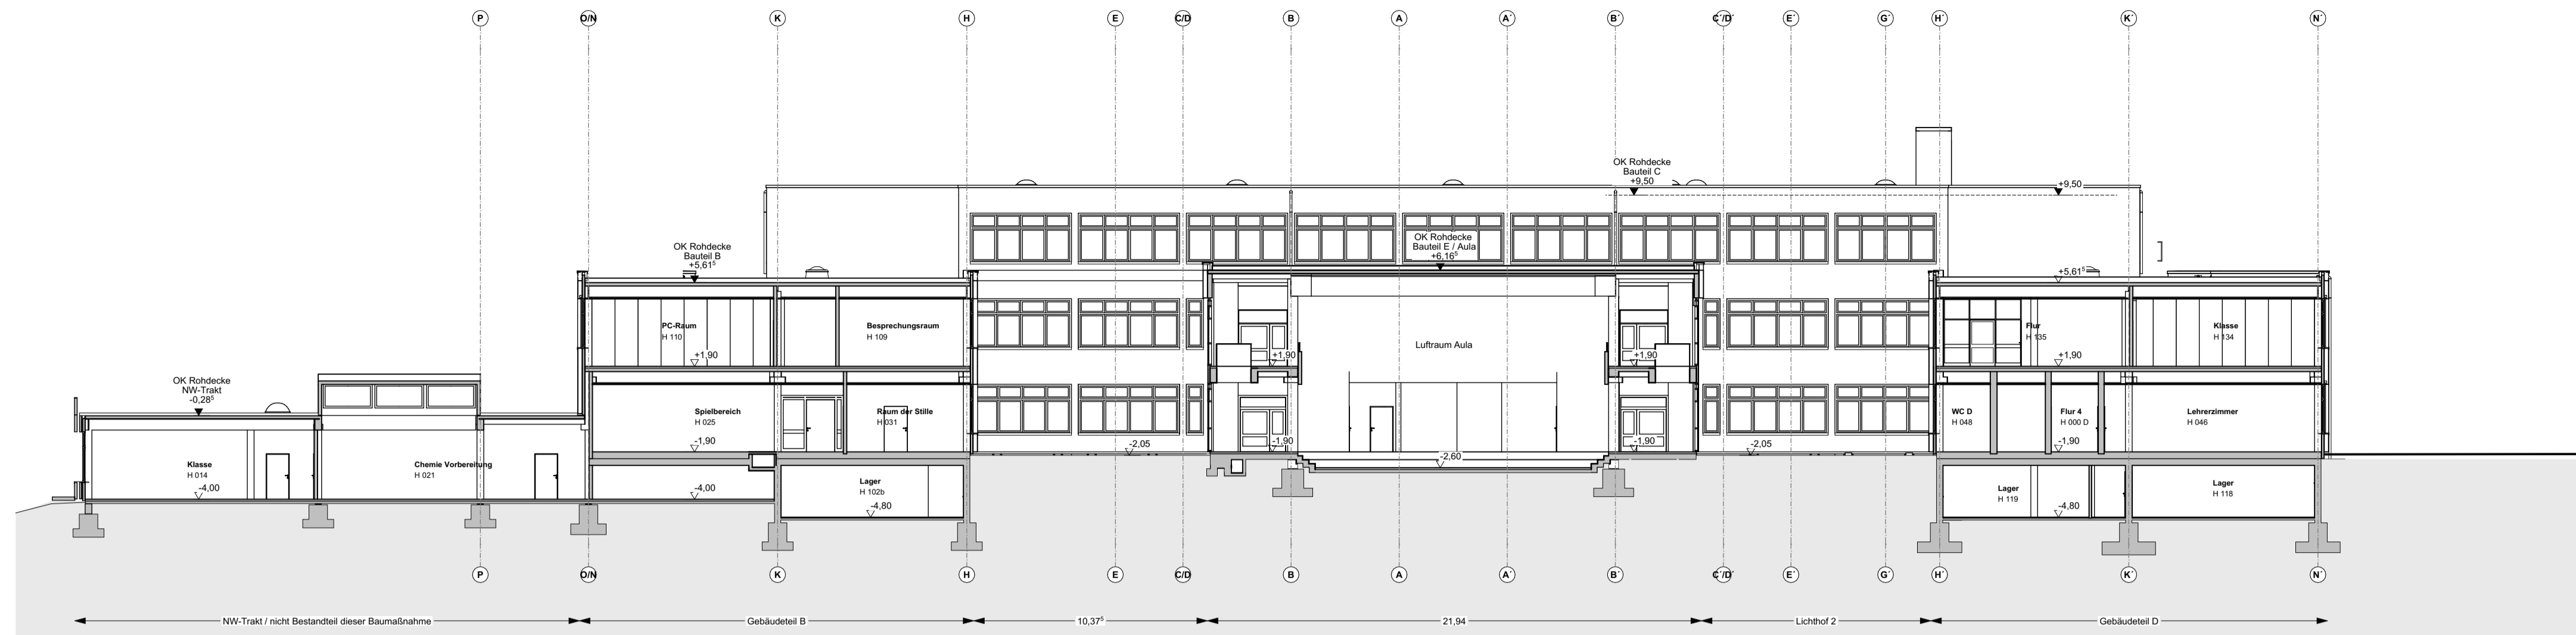 P O/N K H E C/D B A A´ B´ C´/D´ E´ G´ H´ K´ N´
OK Rohdecke
Bauteil C
+9,50
+9,50
OK Rohdecke
Bauteil E / Aula
+6,16⁵
OK Rohdecke
Bauteil B
+5,61⁵
+5,61⁵
PC-Raum
H 110
+1,90
Besprechungsraum
H 109
Luftraum Aula
+1,90
+1,90
Flur
H 135
+1,90
Klasse
H 134
OK Rohdecke
NW-Trakt
-0,28⁵
Spielbereich
H 025
-1,90
Raum der Stille
H 031
-2,05
-1,90
-2,60
-1,90
-2,05
WC D
H 048
Flur 4
H 000 D
-1,90
Lehrerzimmer
H 046
Klasse
H 014
-4,00
Chemie Vorbereitung
H 021
-4,00
Lager
H 102b
-4,80
Lager
H 119
-4,80
Lager
H 118
P O/N K H E C/D B A A´ B´ C´/D´ E´ G´ H´ K´ N´
NW-Trakt / nicht Bestandteil dieser Baumaßnahme Gebäudeteil B 10,37⁵ 21,94 Lichthof 2 Gebäudeteil D